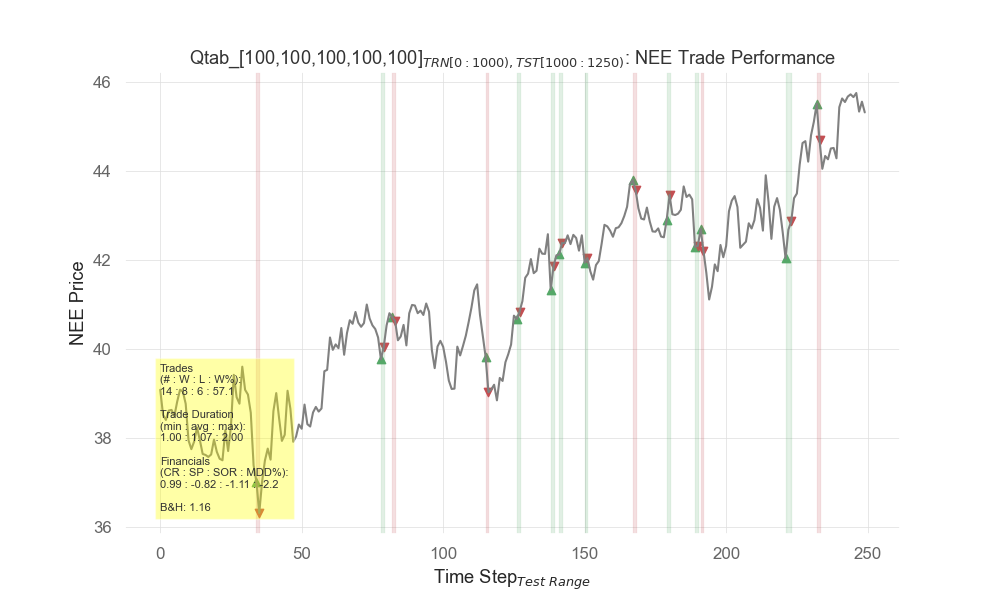 Qtab_[100,100,100,100,100]TRN[0 : 1000), TST[1000 : 1250): NEE Trade Performance
46
44
42
40
38
36
NEE Price
Trades
(# : W : L : W%):
14 : 8 : 6 : 57.1
Trade Duration
(min : avg : max):
1.00 : 1.07 : 2.00
Financials
(CR : SP : SOR : MDD%):
0.99 : -0.82 : -1.11 : -2.2
B&H: 1.16
0 50 100 150 200 250
Time StepTest Range